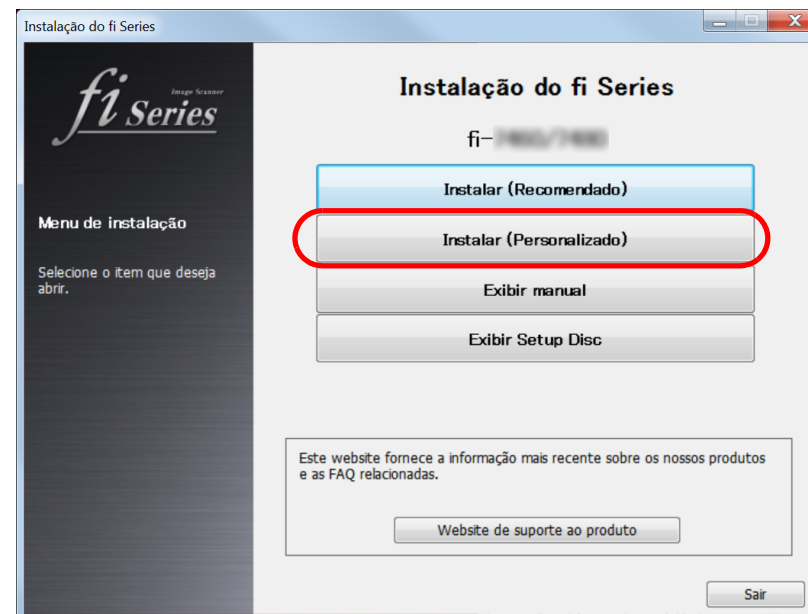 Instalação do fi Series
Image Scanner
fi Series
Menu de instalação
Selecione o item que deseja
abrir.
Instalação do fi Series
fi-
Instalar (Recomendado)
Instalar (Personalizado)
Exibir manual
Exibir Setup Disc
Este website fornece a informação mais recente sobre os nossos produtos
e as FAQ relacionadas.
Website de suporte ao produto
Sair